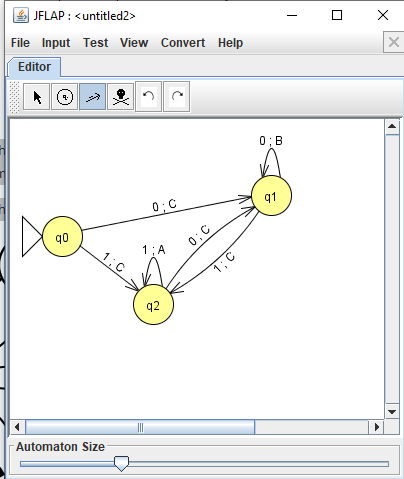 JFLAP : <untitled2>
File Input Test View Convert Help
Editor
0 ; B
q1
0 ; C
q0
1 ; C
1 ; A
0 ; C
1 ; C
q2
Automaton Size